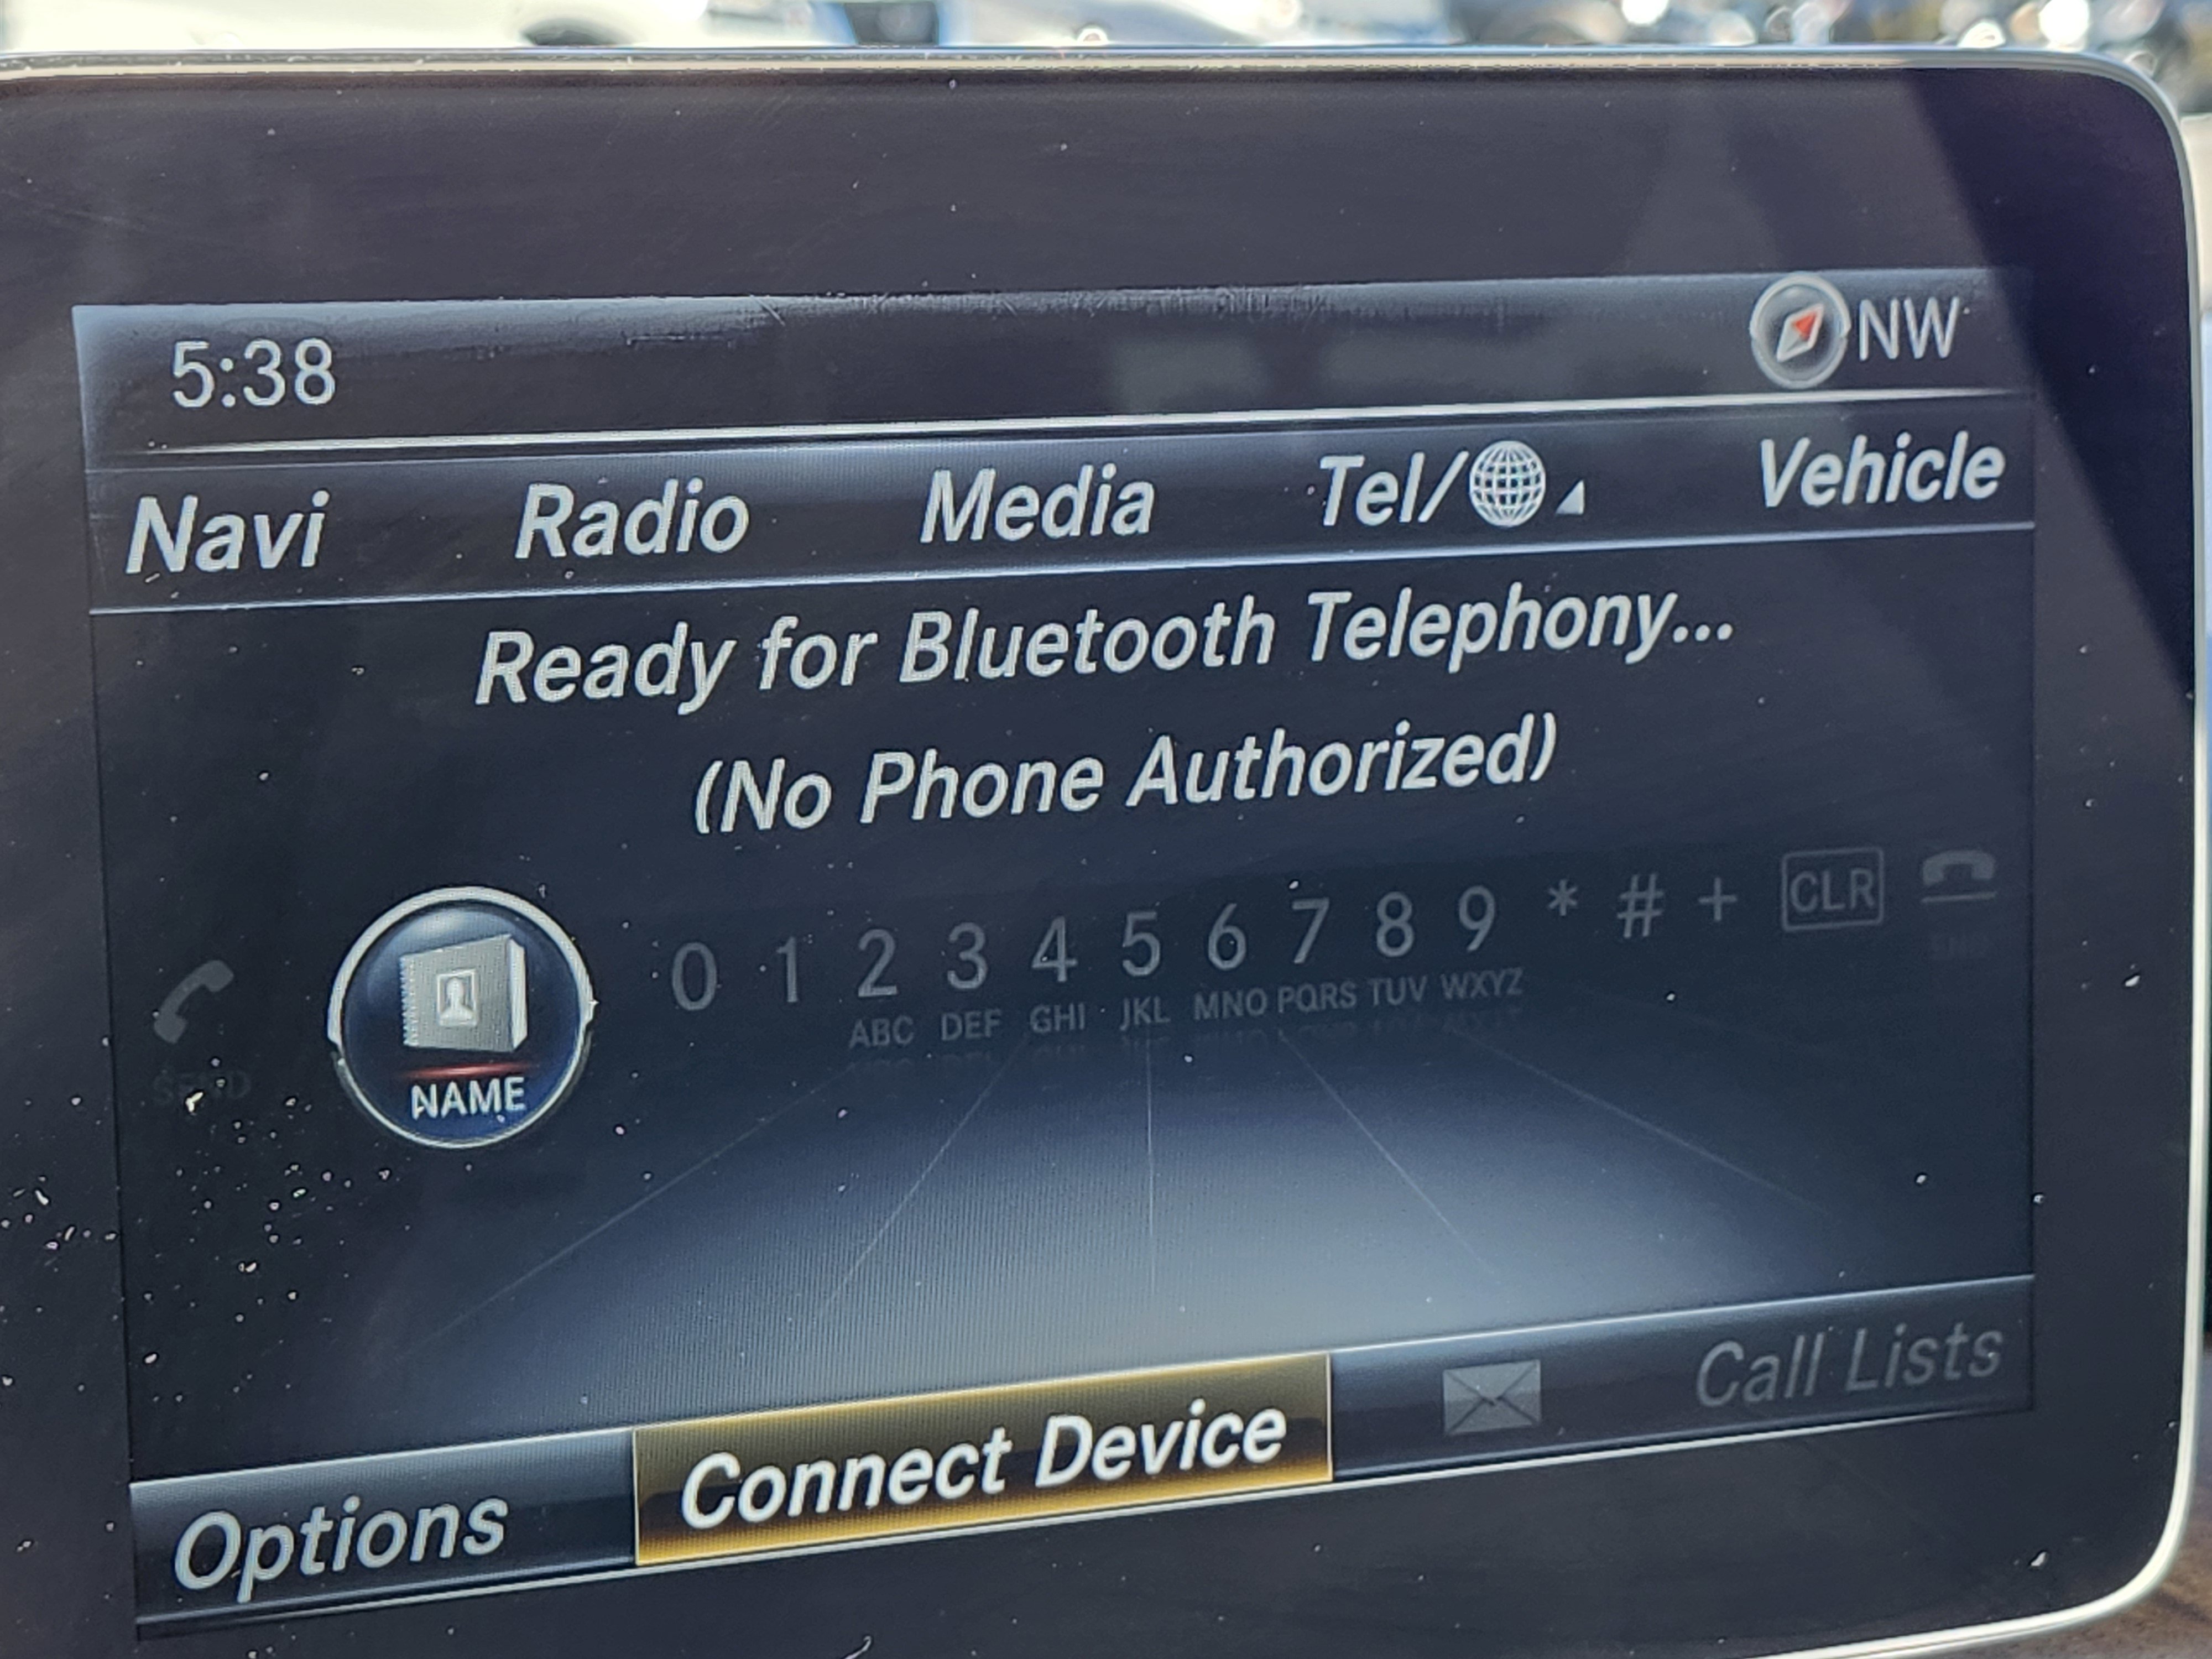 5:38 NW
Navi Radio Media Tel/ Vehicle
Ready for Bluetooth Telephony...
(No Phone Authorized)
0 1 2 3 4 5 6 7 8 9 * # + CLR
ABC DEF GHI JKL MNO PQRS TUV WXYZ
SEND
NAME
Options Connect Device Call Lists